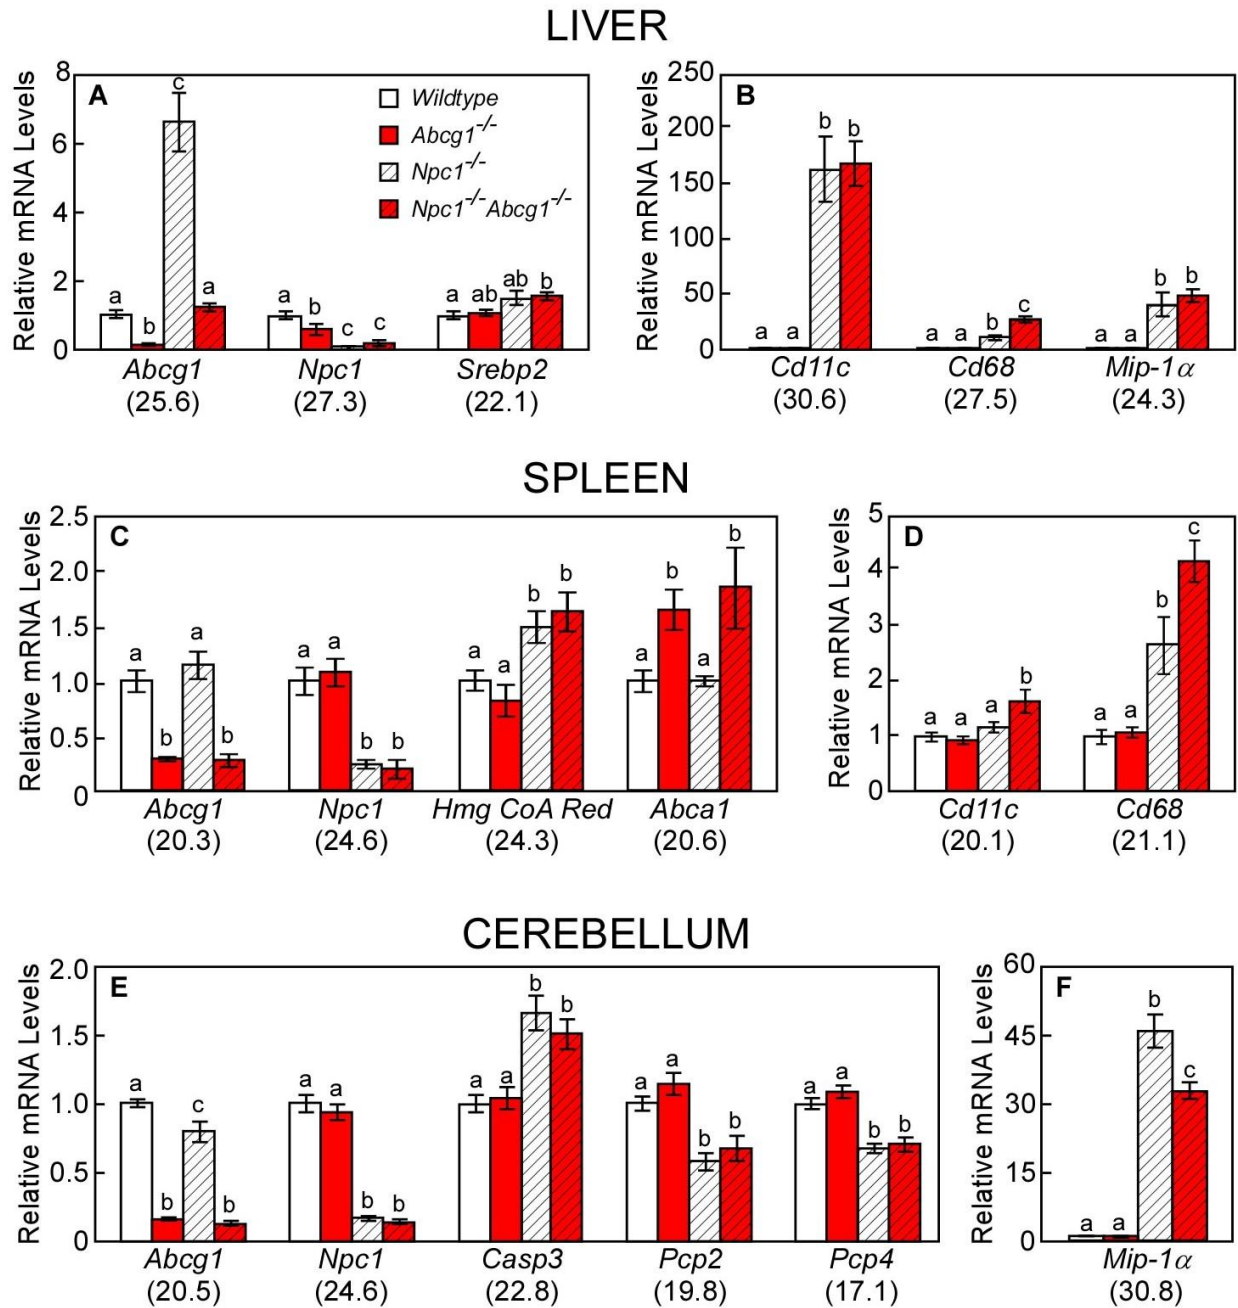 LIVER
Relative mRNA Levels
8
6
4
2
0
A
Wildtype
Abcg1-/-
Npc1-/-
Npc1-/-Abcg1-/-
a b c a
a b c c
a ab ab b
Abcg1 Npc1 Srebp2
(25.6) (27.3) (22.1)
Relative mRNA Levels
250
200
150
100
50
0
B
a a b b
a a b c
a a b b
Cd11c Cd68 Mip-1α
(30.6) (27.5) (24.3)
SPLEEN
Relative mRNA Levels
2.5
2.0
1.5
1.0
0.5
0
C
a b a b
a a b b
a a b b
a b a b
Abcg1 Npc1 Hmg CoA Red Abca1
(20.3) (24.6) (24.3) (20.6)
Relative mRNA Levels
5
4
3
2
1
0
D
a a a b
a a b c
Cd11c Cd68
(20.1) (21.1)
CEREBELLUM
Relative mRNA Levels
2.0
1.5
1.0
0.5
0
E
a b c b
a a b b
a a b b
a a b b
a a b b
Abcg1 Npc1 Casp3 Pcp2 Pcp4
(20.5) (24.6) (22.8) (19.8) (17.1)
Relative mRNA Levels
60
45
30
15
0
F
a a b c
Mip-1α
(30.8)